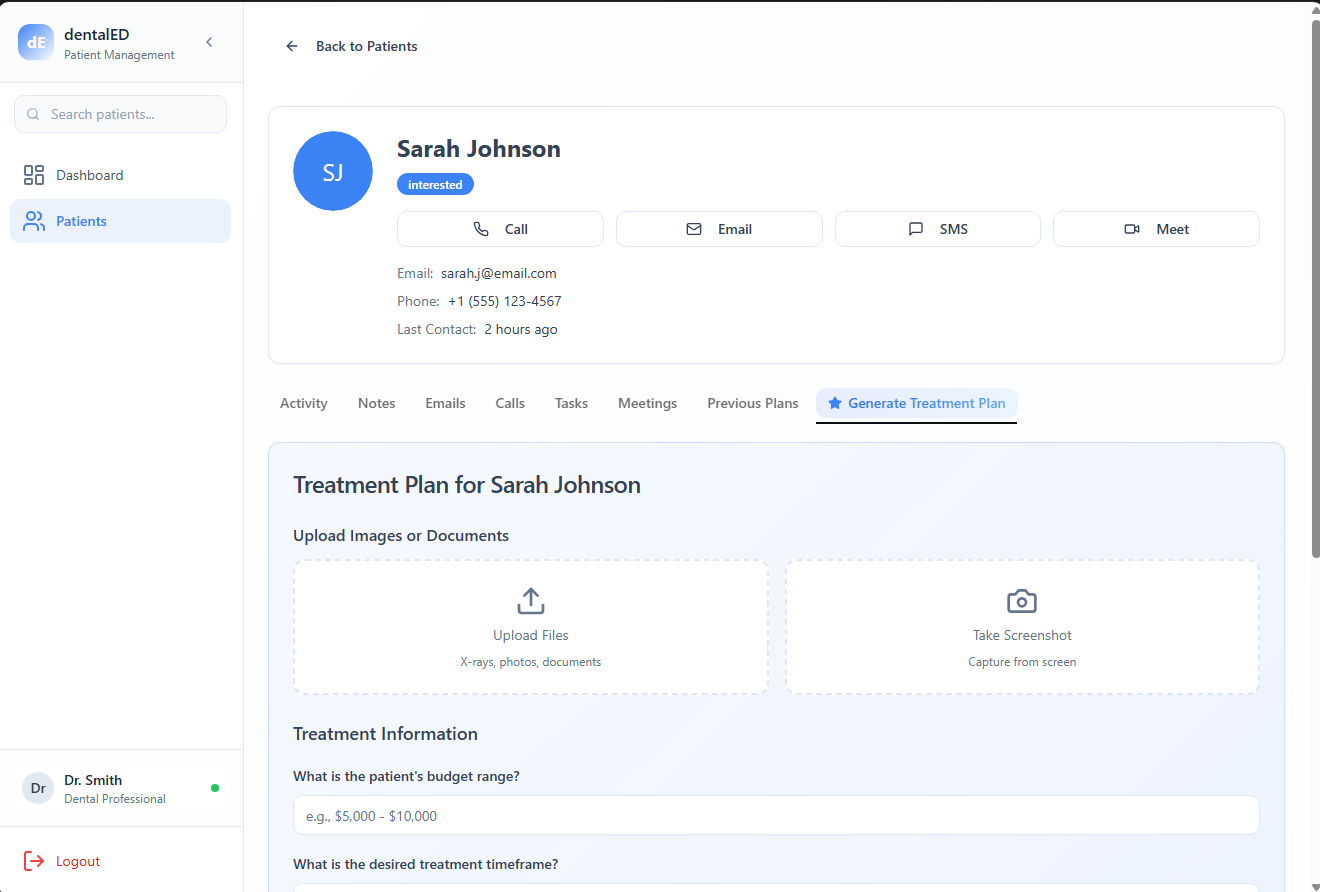 dE
dentalED
Patient Management
Search patients...
Dashboard
Patients
Dr
Dr. Smith
Dental Professional
Logout
Back to Patients
SJ
Sarah Johnson
interested
Call
Email
SMS
Meet
Email: sarah.j@email.com
Phone: +1 (555) 123-4567
Last Contact: 2 hours ago
Activity
Notes
Emails
Calls
Tasks
Meetings
Previous Plans
Generate Treatment Plan
Treatment Plan for Sarah Johnson
Upload Images or Documents
Upload Files
X-rays, photos, documents
Take Screenshot
Capture from screen
Treatment Information
What is the patient's budget range?
e.g., $5,000 - $10,000
What is the desired treatment timeframe?